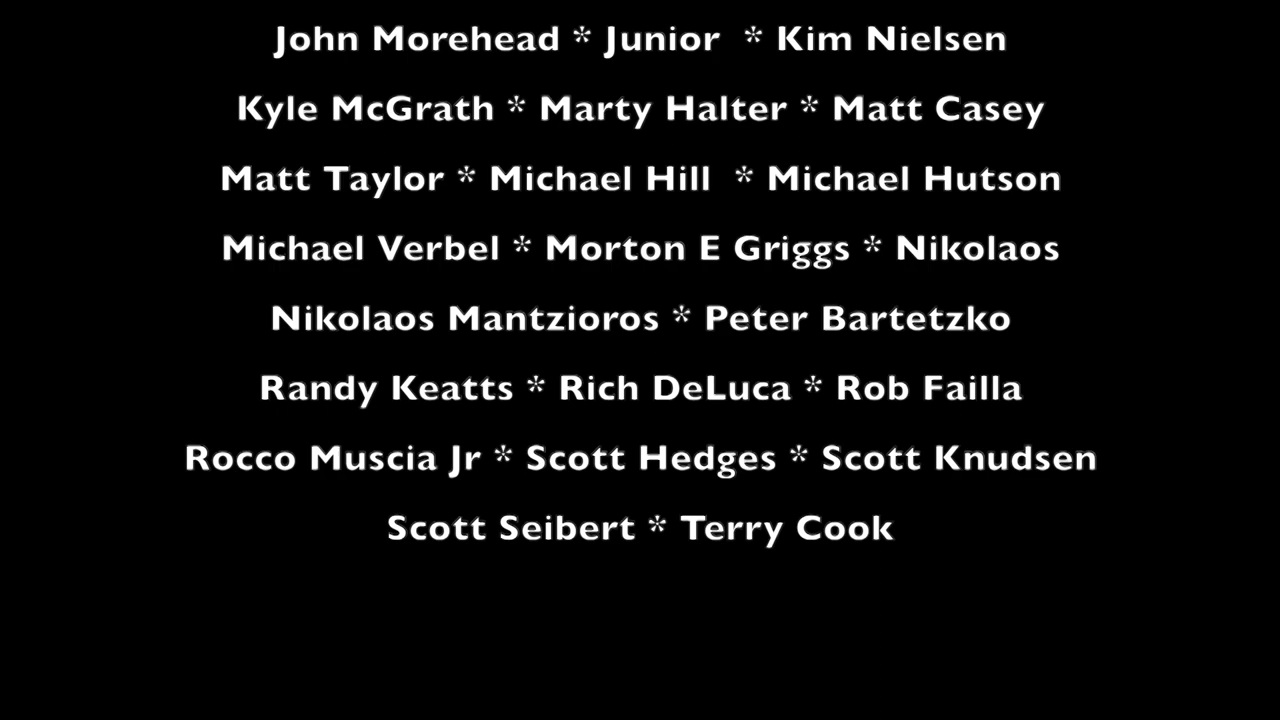 John Morehead * Junior  * Kim Nielsen
Kyle McGrath * Marty Halter * Matt Casey
Matt Taylor * Michael Hill  * Michael Hutson
Michael Verbel * Morton E Griggs * Nikolaos
Nikolaos Mantzioros * Peter Bartetzko
Randy Keatts * Rich DeLuca * Rob Failla
Rocco Muscia Jr * Scott Hedges * Scott Knudsen
Scott Seibert * Terry Cook